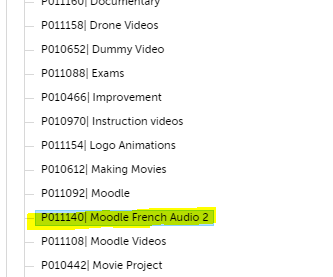 P011160| Documentary
P011158| Drone Videos
P010652| Dummy Video
P011088| Exams
P010466| Improvement
P010970| Instruction videos
P011154| Logo Animations
P010612| Making Movies
P011092| Moodle
P011140| Moodle French Audio 2
P011108| Moodle Videos
P010442| Movie Project